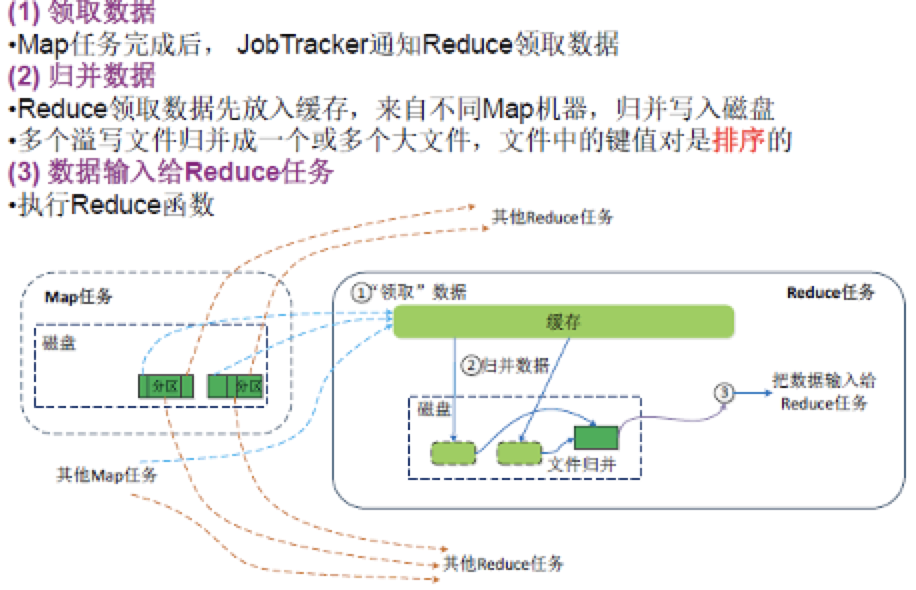 (1) 领取数据
•Map任务完成后， JobTracker通知Reduce领取数据
(2) 归并数据
•Reduce领取数据先放入缓存，来自不同Map机器，归并写入磁盘
•多个溢写文件归并成一个或多个大文件，文件中的键值对是排序的
(3) 数据输入给Reduce任务
•执行Reduce函数
其他Reduce任务
Map任务
磁盘
分区
分区
其他Map任务
①“领取”数据
Reduce任务
缓存
②归并数据
磁盘
文件归并
③
把数据输入给
Reduce任务
其他Reduce任务